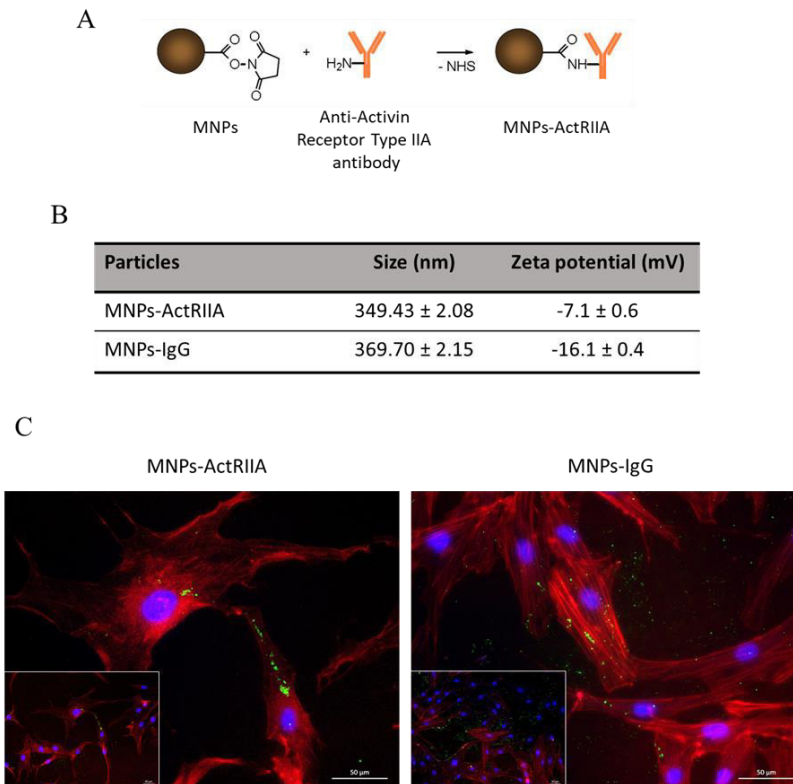 A
O
O
O
N
O
+
H₂N
- NHS
O
NH
MNPs
Anti-Activin
Receptor Type IIA
antibody
MNPs-ActRIIA
B
Particles Size (nm) Zeta potential (mV)
MNPs-ActRIIA 349.43 ± 2.08 -7.1 ± 0.6
MNPs-IgG 369.70 ± 2.15 -16.1 ± 0.4
C
MNPs-ActRIIA MNPs-IgG
50 µm 50 µm